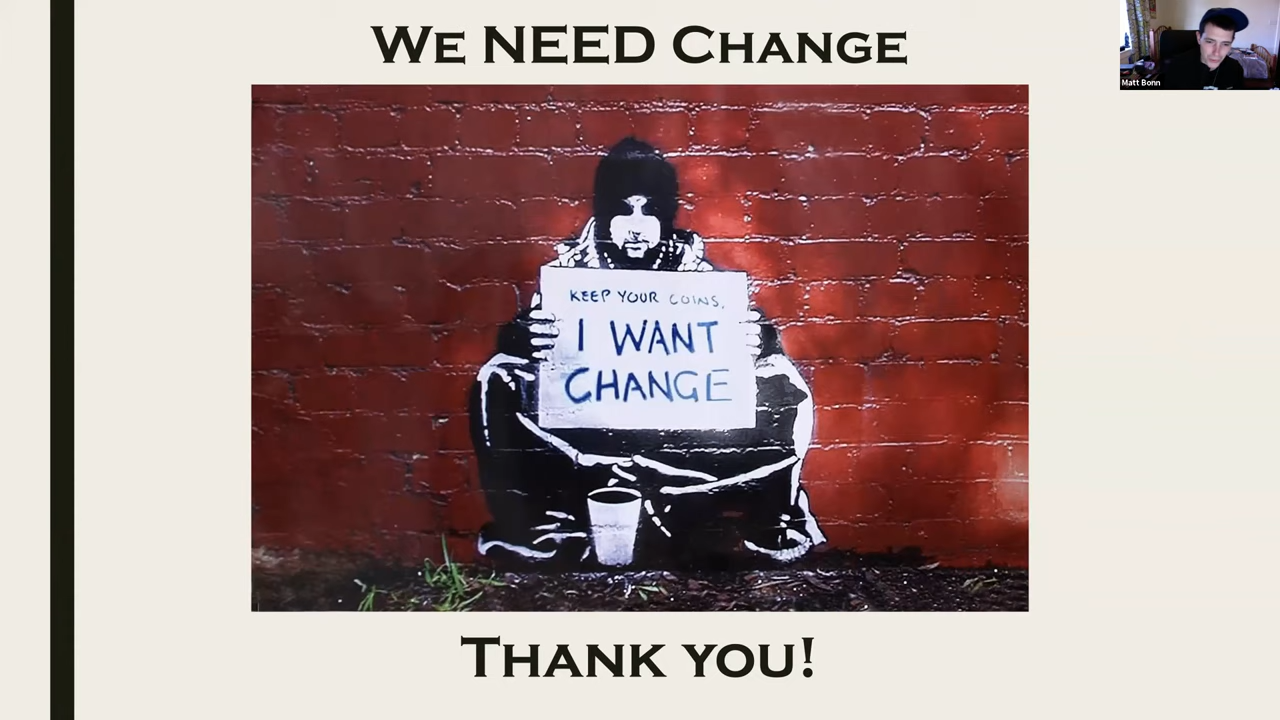 WE NEED CHANGE
Matt Bonn
KEEP YOUR COINS,
I WANT
CHANGE
THANK YOU!